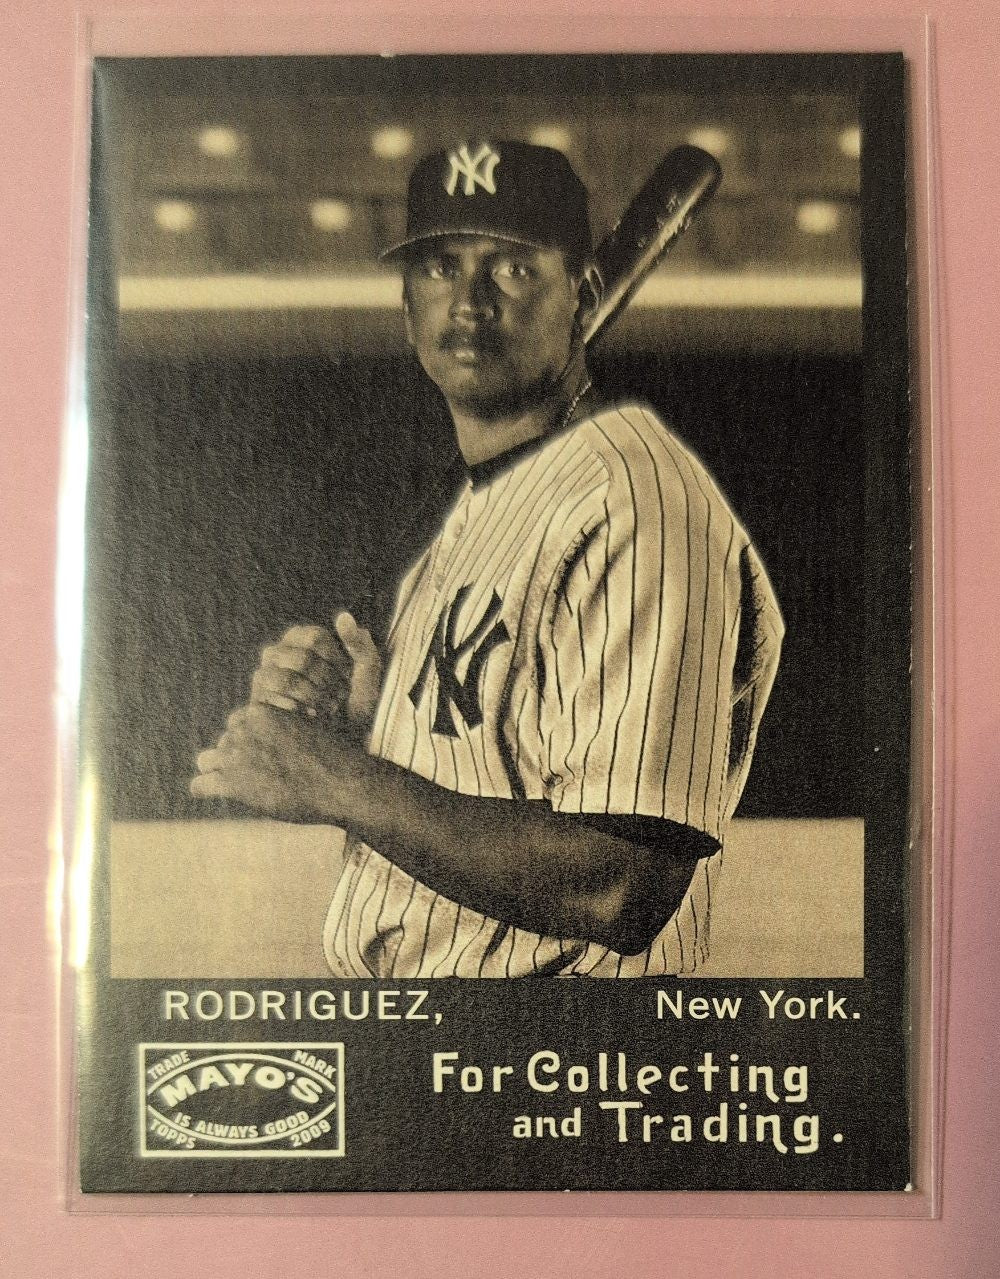 NY
NY
RODRIGUEZ, New York.
TRADE MARK
MAYO'S
IS ALWAYS GOOD
TOPPS 2009
For Collecting
and Trading.